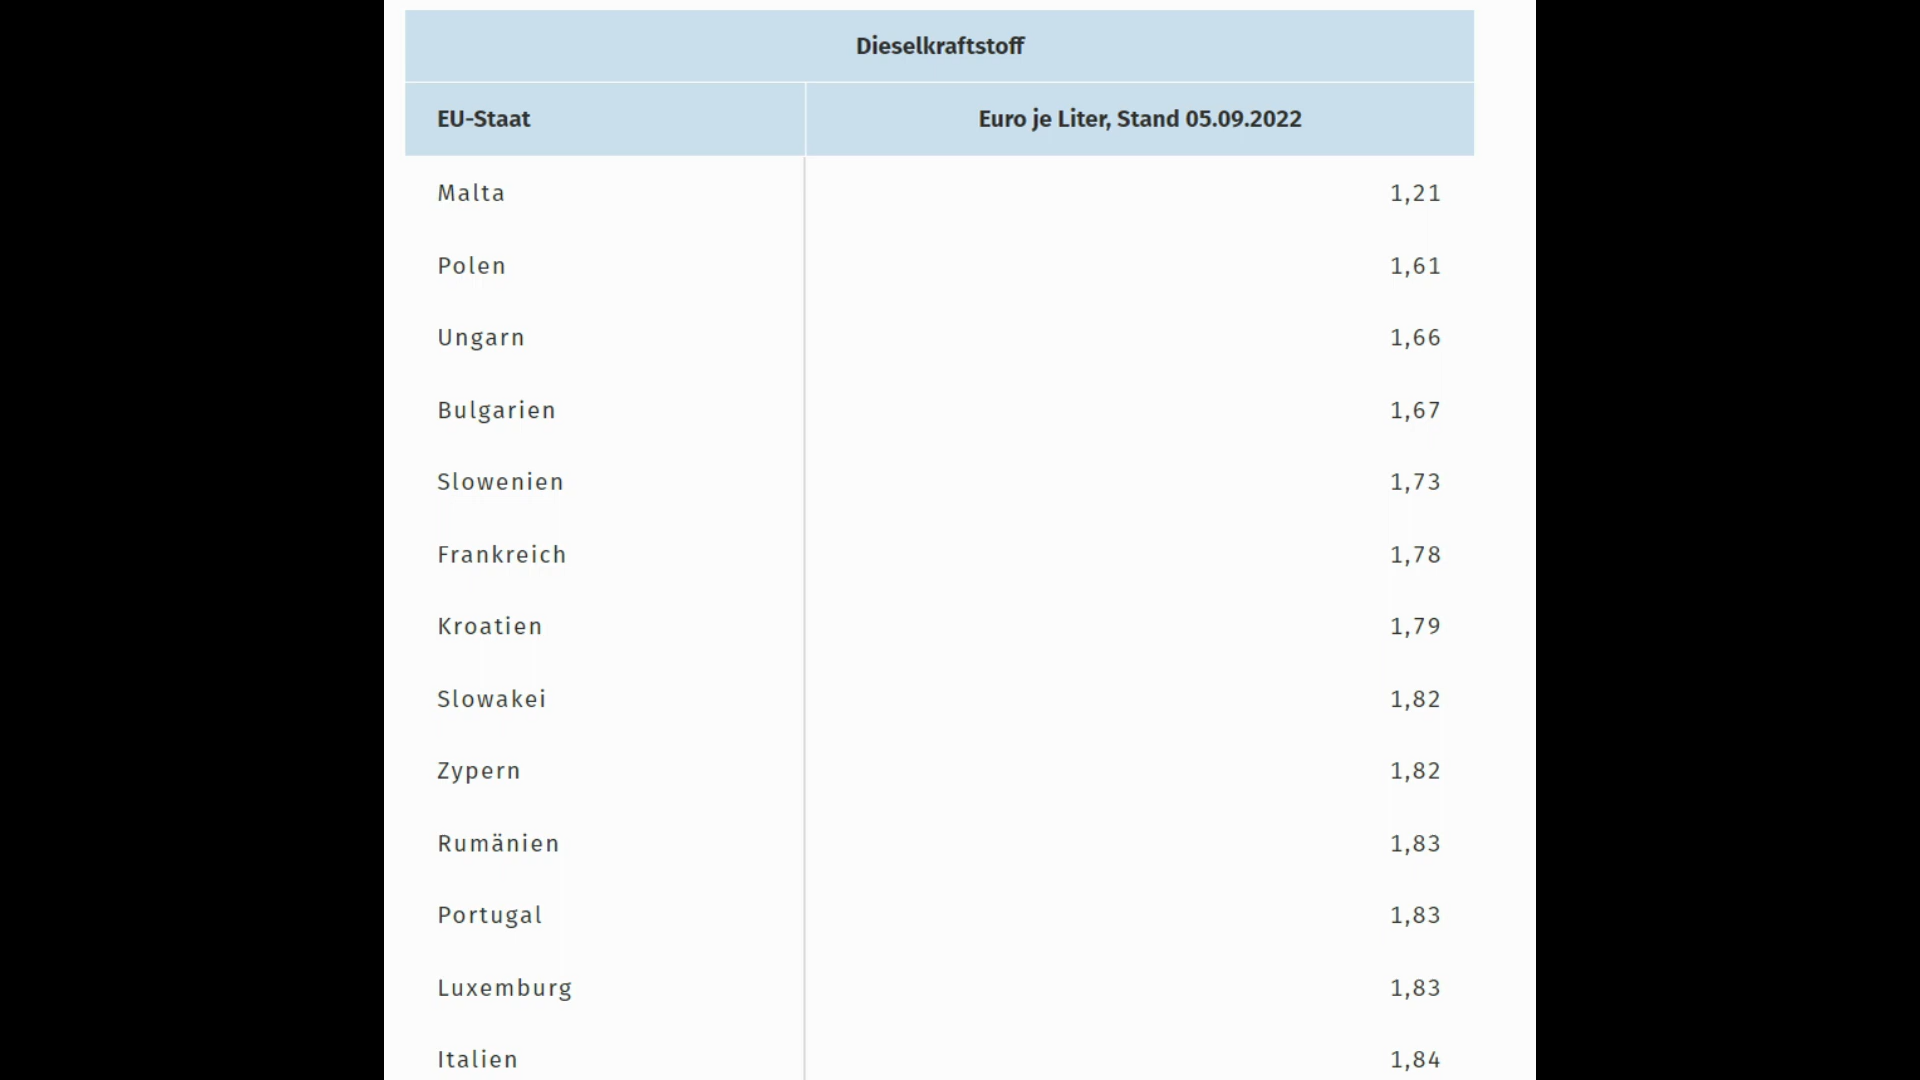 Dieselkraftstoff
EU-Staat Euro je Liter, Stand 05.09.2022
Malta 1,21
Polen 1,61
Ungarn 1,66
Bulgarien 1,67
Slowenien 1,73
Frankreich 1,78
Kroatien 1,79
Slowakei 1,82
Zypern 1,82
Rumänien 1,83
Portugal 1,83
Luxemburg 1,83
Italien 1,84